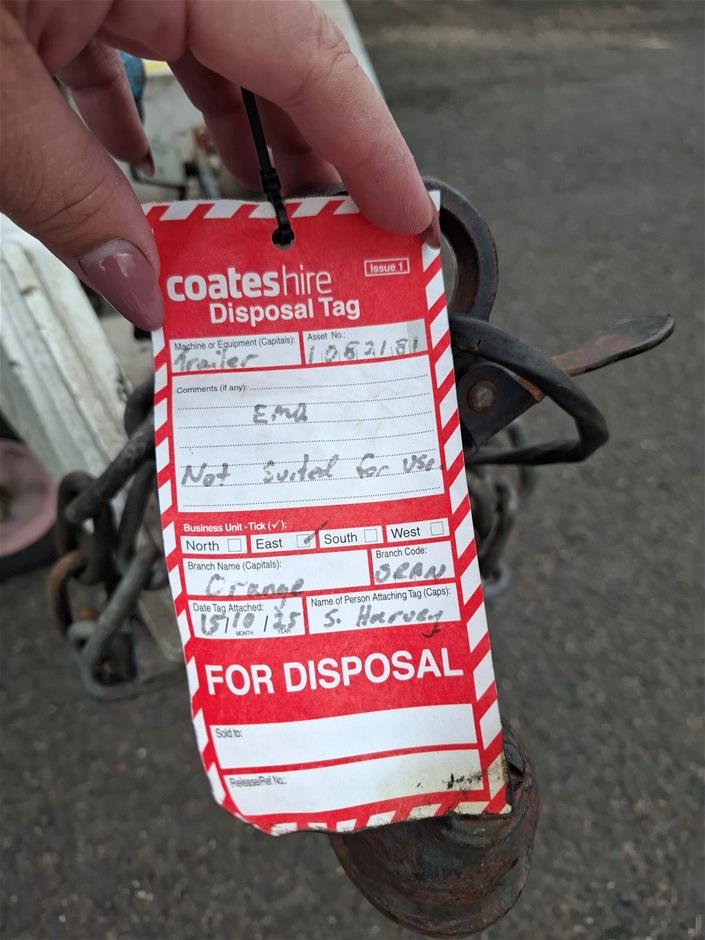 coateshire
Issue 1
Disposal Tag
Machine or Equipment (Capitals):
Asset No.:
Trailer
1082181
Comments (if any):
EMR
Not Suited for use.
Business Unit - Tick (✓):
North East ✓ South West
Branch Name (Capitals):
Branch Code:
Orange
ORAN
Date Tag Attached:
Name of Person Attaching Tag (Caps):
15/10/25
S. Harvey
DAY MONTH YEAR
FOR DISPOSAL
Sold to:
Release/Ref No.: